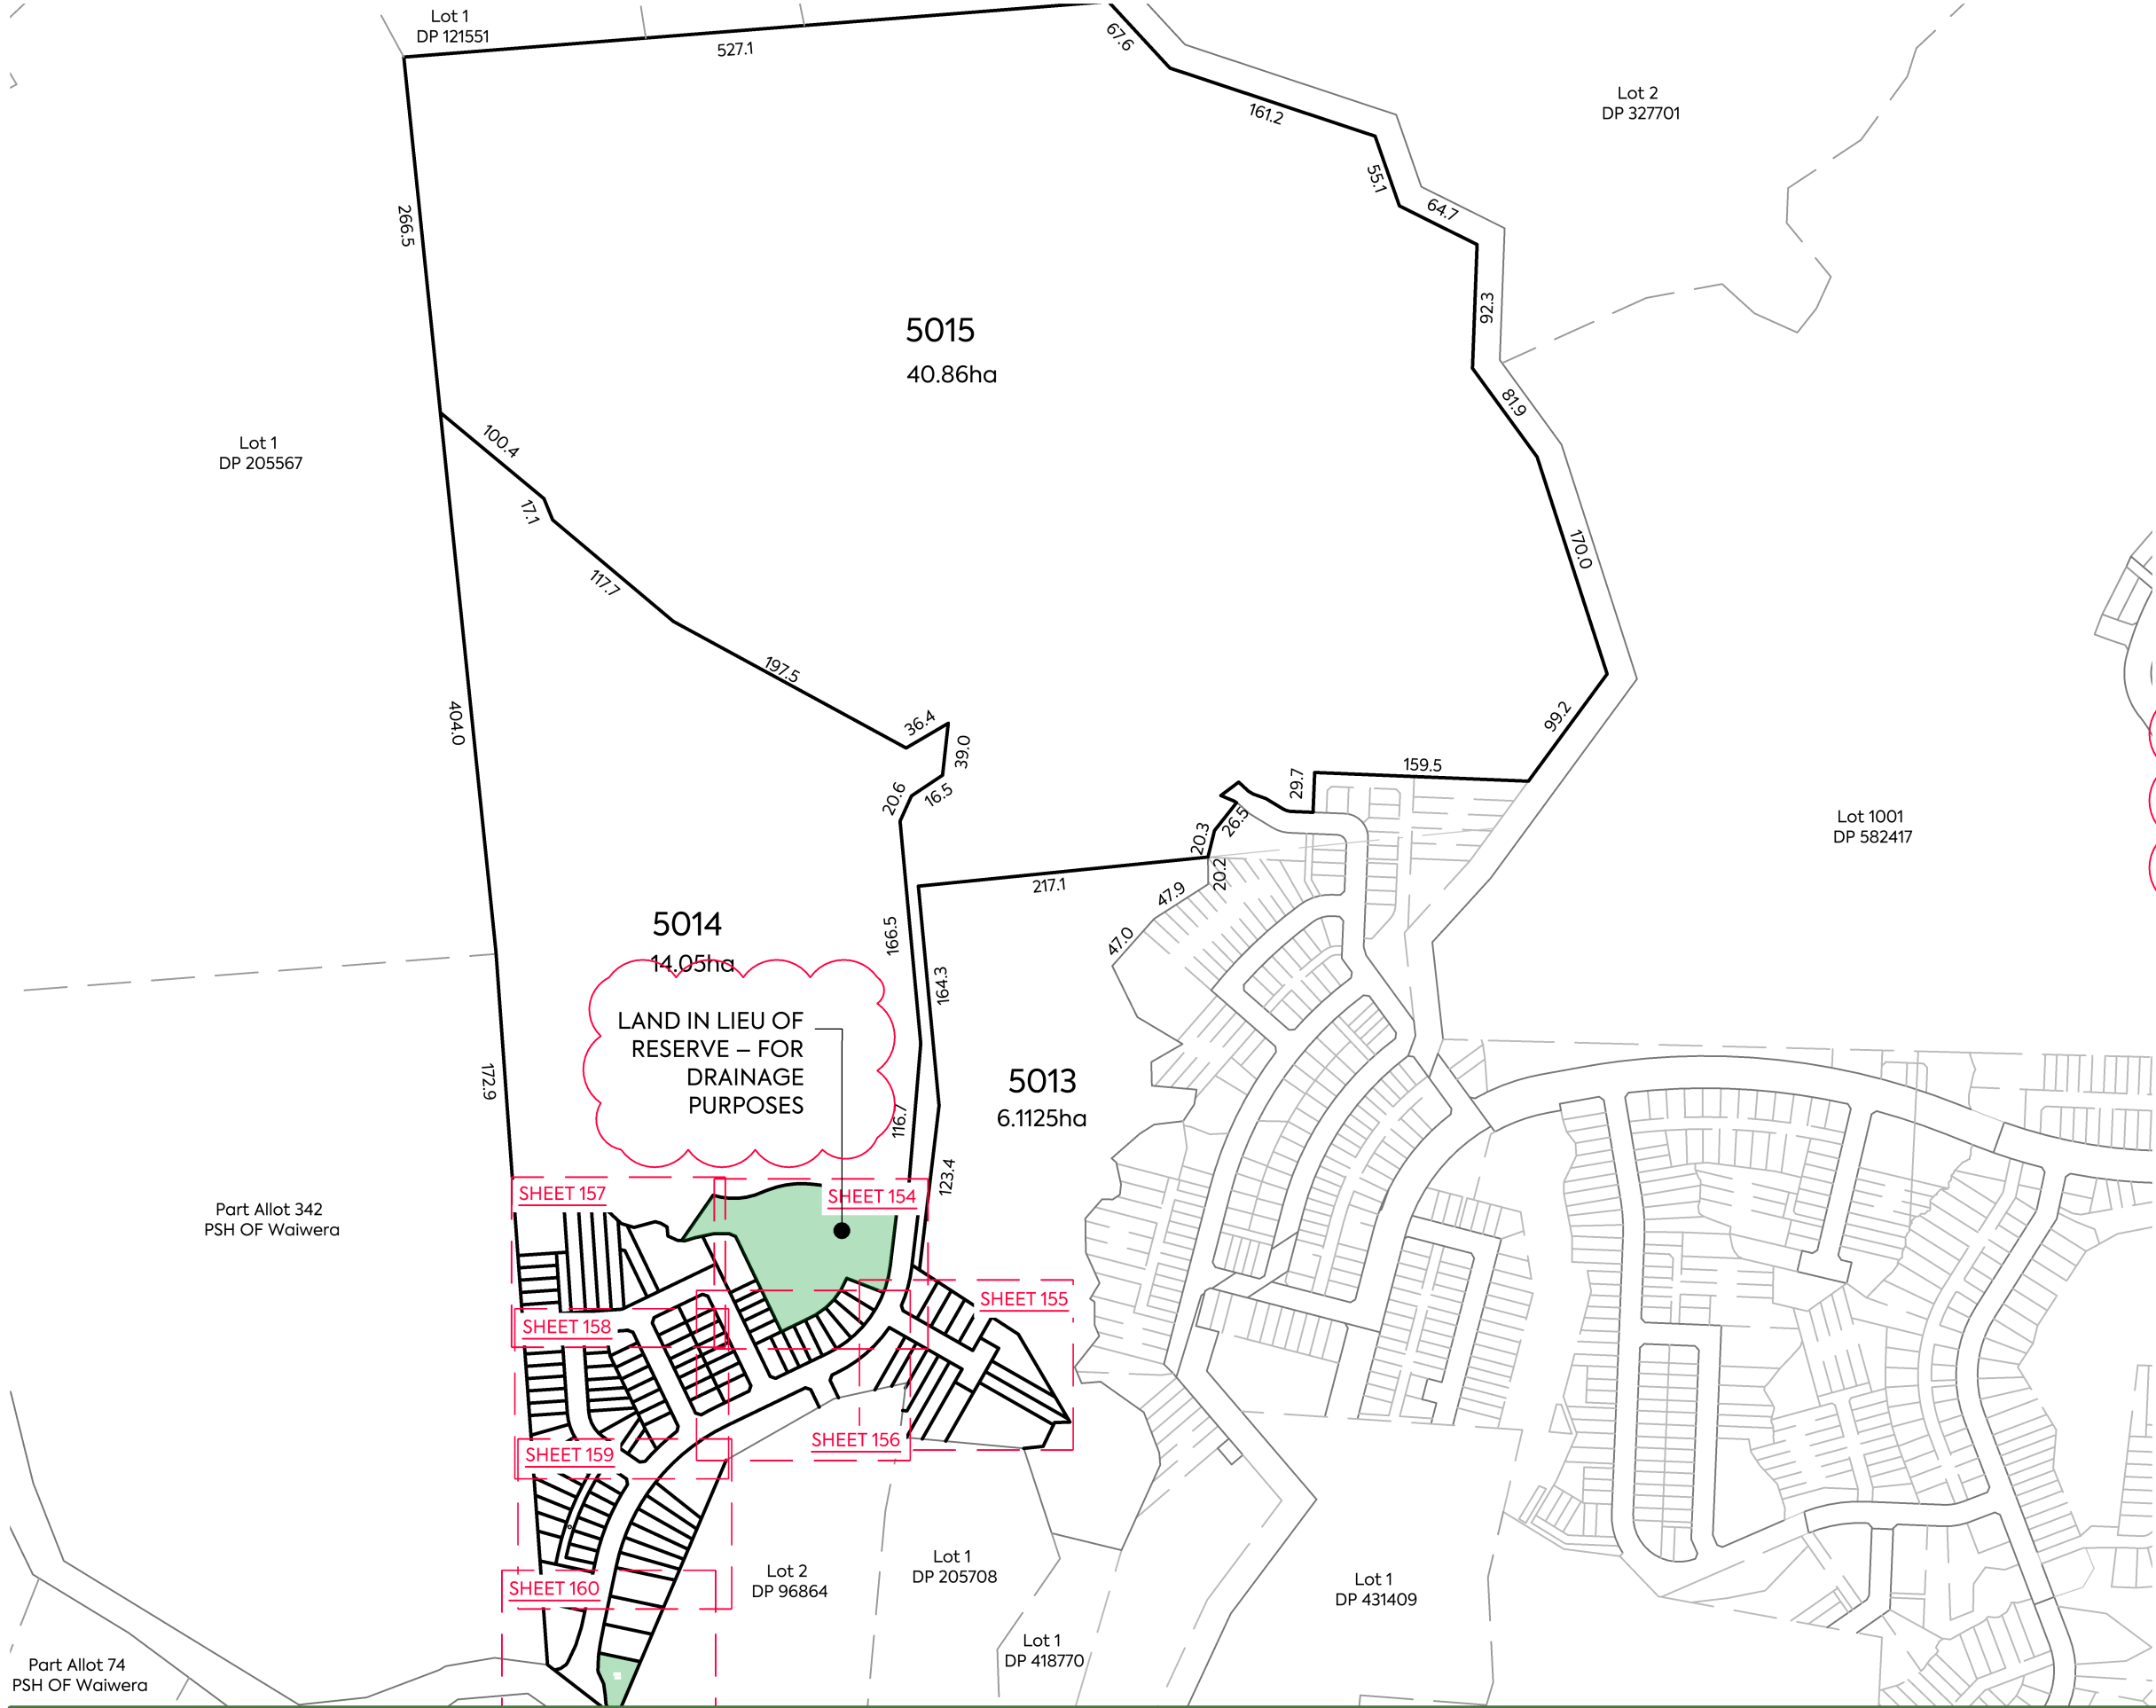 Lot 1
DP 121551
527.1
67.6
161.2
Lot 2
DP 327701
55.1
64.7
266.5
92.3
5015
40.86ha
81.9
Lot 1
DP 205567
100.4
17.1
117.7
170.0
197.5
404.0
36.4
39.0
99.2
20.6
16.5
29.7
159.5
20.3
26.5
Lot 1001
DP 582417
217.1
47.9
20.2
5014
14.05ha
166.5
47.0
164.3
LAND IN LIEU OF
RESERVE – FOR
DRAINAGE
PURPOSES
172.9
5013
6.1125ha
116.7
123.4
SHEET 157
SHEET 154
Part Allot 342
PSH OF Waiwera
SHEET 155
SHEET 158
SHEET 156
SHEET 159
Lot 2
DP 96864
Lot 1
DP 205708
SHEET 160
Lot 1
DP 431409
Lot 1
DP 418770
Part Allot 74
PSH OF Waiwera